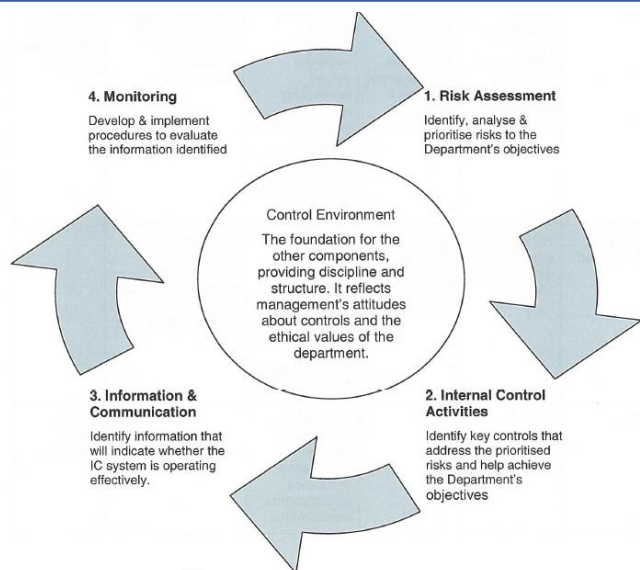 4. Monitoring
Develop & implement
procedures to evaluate
the information identified
1. Risk Assessment
Identify, analyse &
prioritise risks to the
Department's objectives
Control Environment
The foundation for the
other components,
providing discipline and
structure. It reflects
management's attitudes
about controls and the
ethical values of the
department.
3. Information &
Communication
Identify information that
will indicate whether the
IC system is operating
effectively.
2. Internal Control
Activities
Identify key controls that
address the prioritised
risks and help achieve
the Department's
objectives